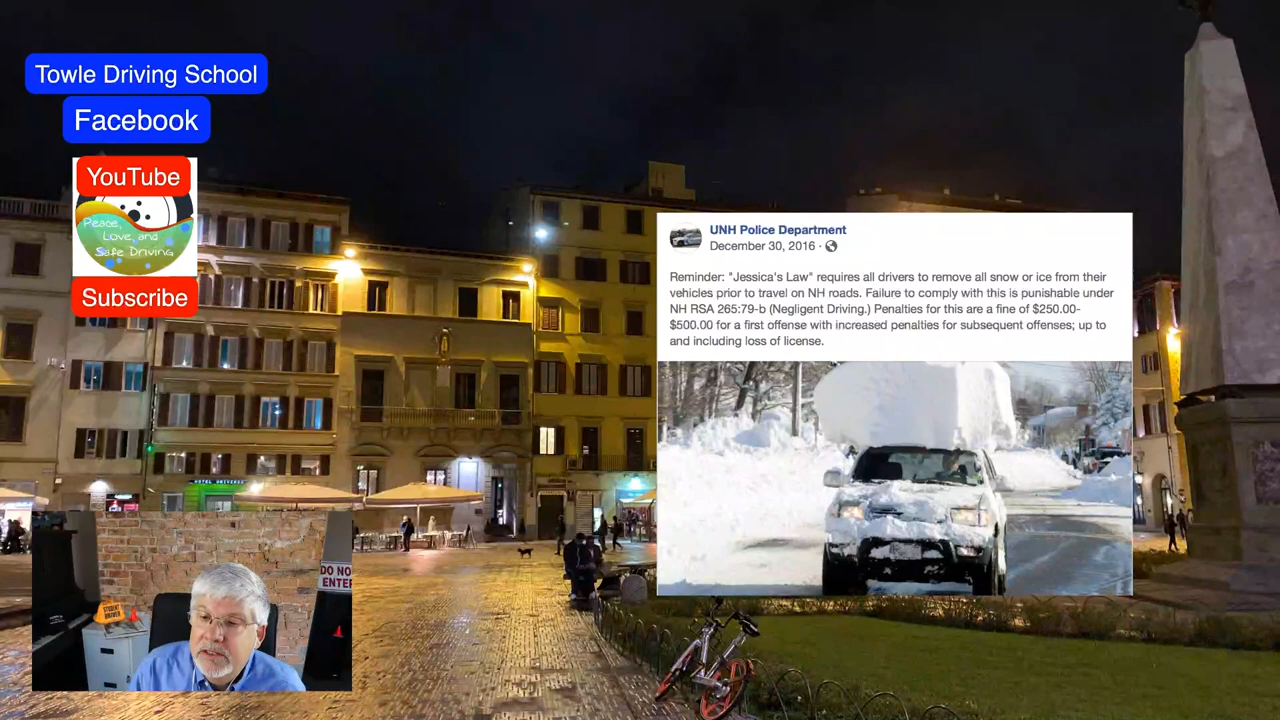 Towle Driving School
Facebook
YouTube
Peace,
Love, and
Safe Driving
Subscribe
UNH Police Department
December 30, 2016 ·
Reminder: "Jessica's Law" requires all drivers to remove all snow or ice from their
vehicles prior to travel on NH roads. Failure to comply with this is punishable under
NH RSA 265:79-b (Negligent Driving.) Penalties for this are a fine of $250.00-
$500.00 for a first offense with increased penalties for subsequent offenses; up to
and including loss of license.
STUDENT
DRIVER
DO NO
ENTER